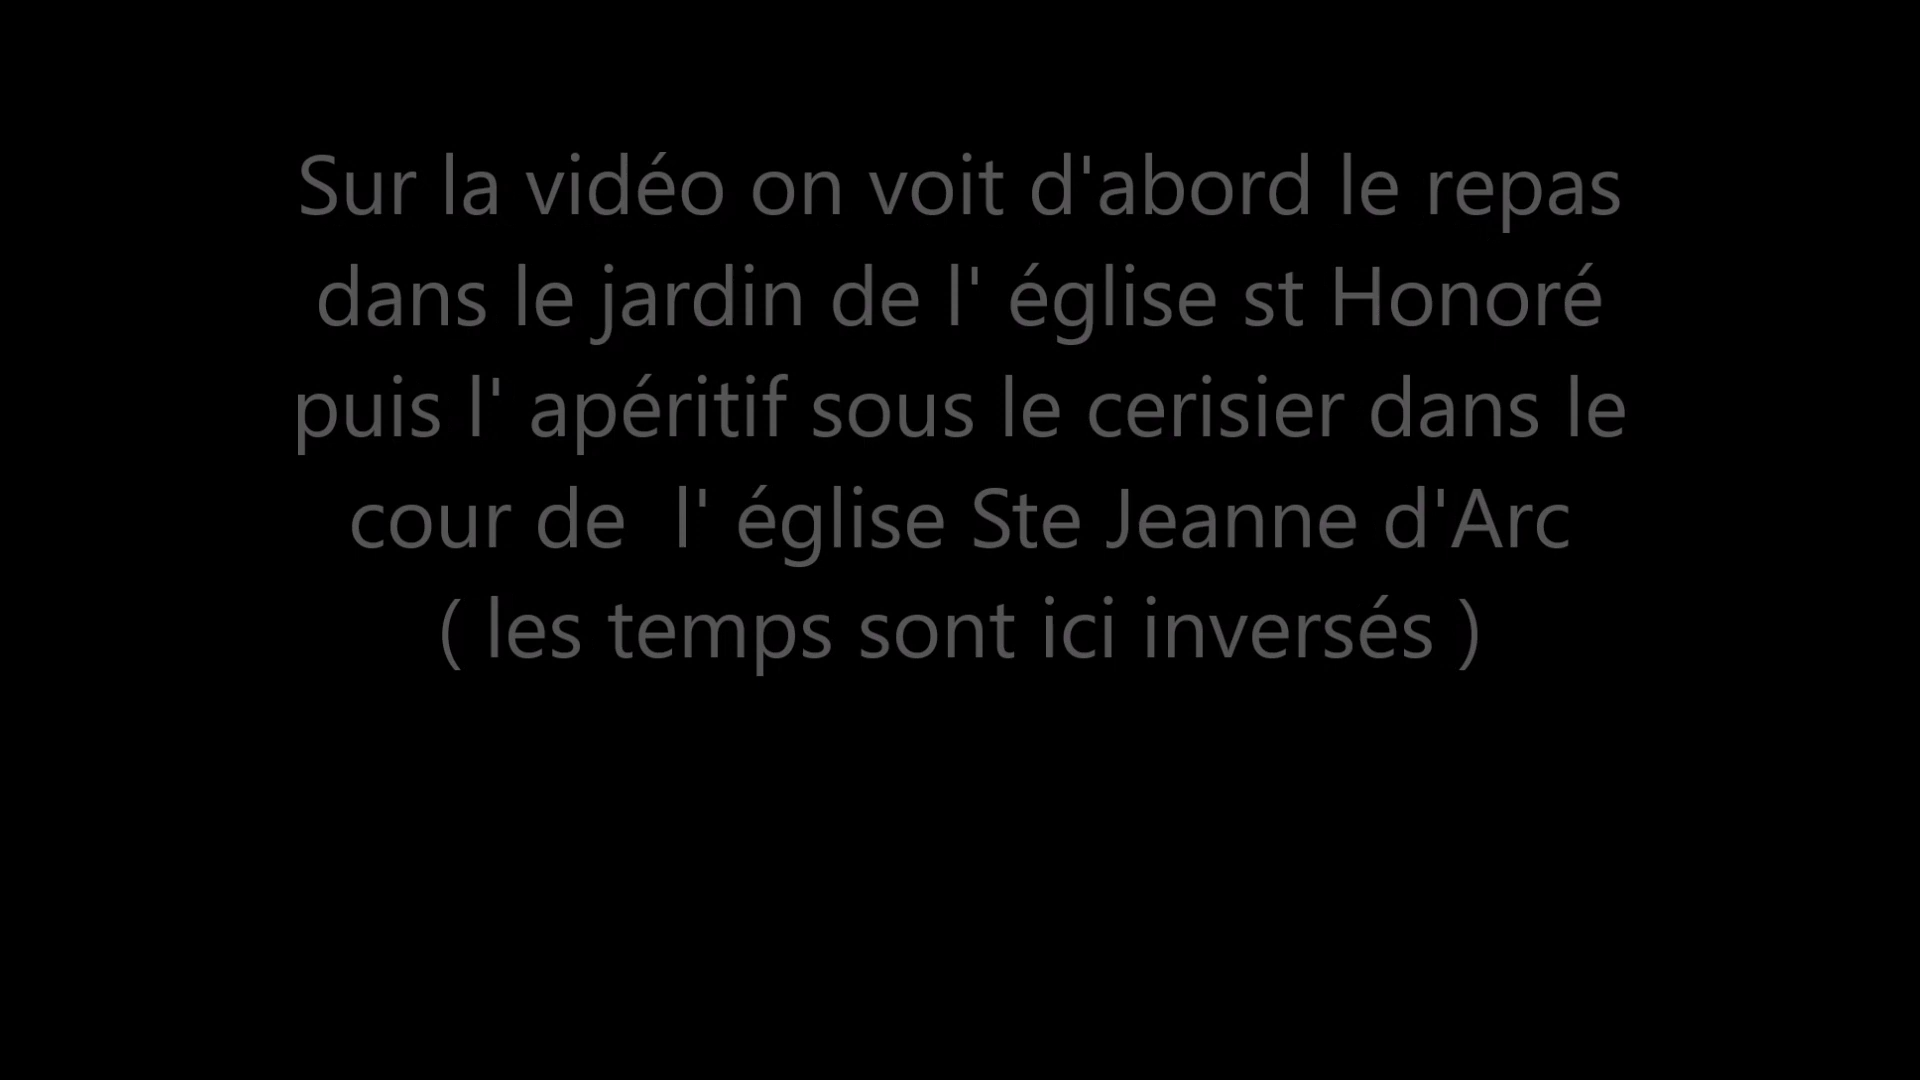 Sur la vidéo on voit d'abord le repas
dans le jardin de l' église st Honoré
puis l' apéritif sous le cerisier dans le
cour de  l' église Ste Jeanne d'Arc
( les temps sont ici inversés )